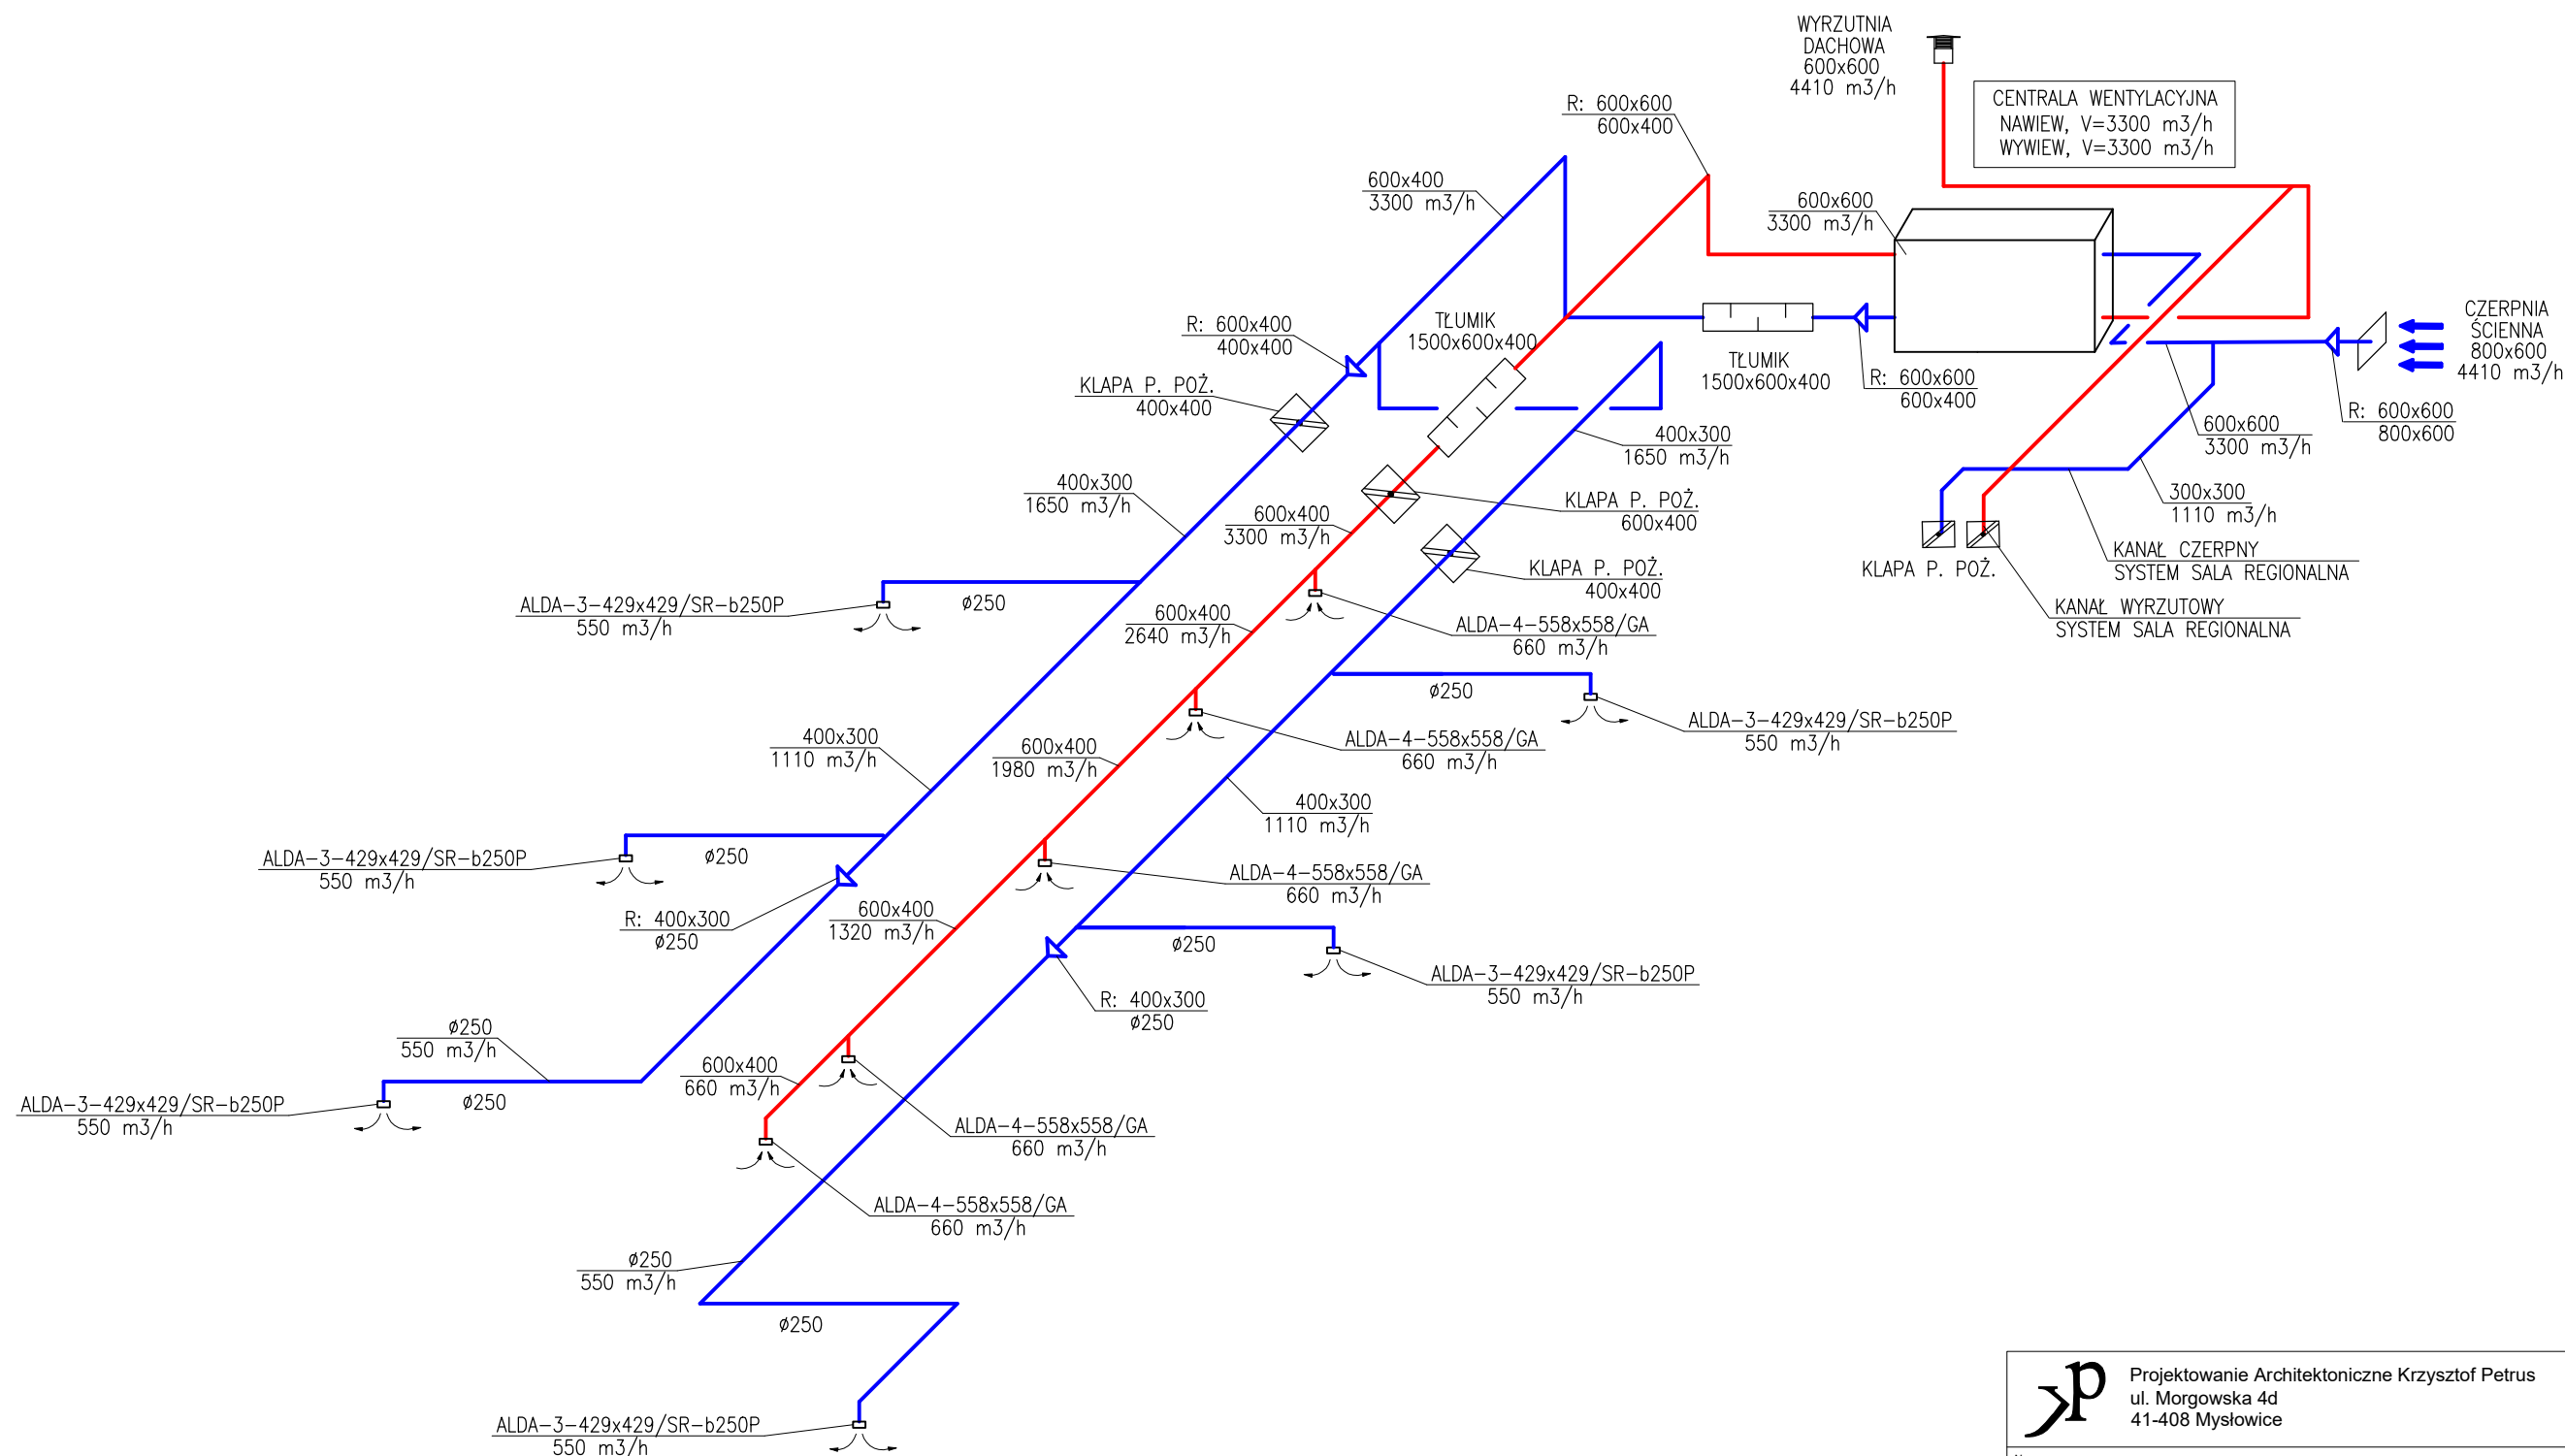 WYRZUTNIA
DACHOWA
600x600
4410 m3/h
CENTRALA WENTYLACYJNA
NAWIEW, V=3300 m3/h
WYWIEW, V=3300 m3/h
R: 600x600
600x400
600x400
3300 m3/h
600x600
3300 m3/h
R: 600x400
400x400
TŁUMIK
1500x600x400
TŁUMIK
1500x600x400
R: 600x600
600x400
CZERPNIA
ŚCIENNA
800x600
4410 m3/h
R: 600x600
800x600
600x600
3300 m3/h
KLAPA P. POŻ.
400x400
400x300
1650 m3/h
400x300
1650 m3/h
KLAPA P. POŻ.
600x400
600x400
3300 m3/h
300x300
1110 m3/h
KANAŁ CZERPNY
SYSTEM SALA REGIONALNA
KLAPA P. POŻ.
KANAŁ WYRZUTOWY
SYSTEM SALA REGIONALNA
KLAPA P. POŻ.
400x400
ALDA-3-429x429/SR-b250P
550 m3/h
ø250
600x400
2640 m3/h
ALDA-4-558x558/GA
660 m3/h
ø250
ALDA-3-429x429/SR-b250P
550 m3/h
400x300
1110 m3/h
600x400
1980 m3/h
ALDA-4-558x558/GA
660 m3/h
400x300
1110 m3/h
ALDA-3-429x429/SR-b250P
550 m3/h
ø250
ALDA-4-558x558/GA
660 m3/h
R: 400x300
ø250
600x400
1320 m3/h
ø250
ALDA-3-429x429/SR-b250P
550 m3/h
R: 400x300
ø250
ø250
550 m3/h
600x400
660 m3/h
ALDA-3-429x429/SR-b250P
550 m3/h
ø250
ALDA-4-558x558/GA
660 m3/h
ALDA-4-558x558/GA
660 m3/h
ø250
550 m3/h
ø250
ALDA-3-429x429/SR-b250P
550 m3/h
kp
Projektowanie Architektoniczne Krzysztof Petrus
ul. Morgowska 4d
41-408 Mysłowice